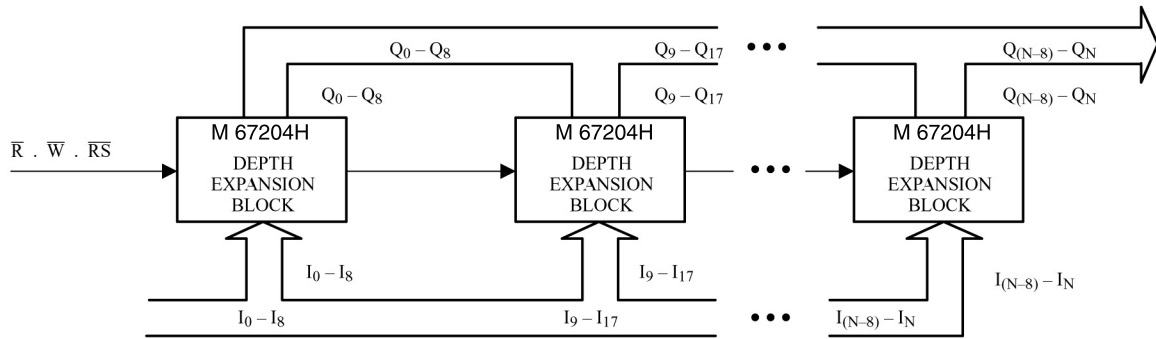 Q₀ – Q₈ Q₉ – Q₁₇ ••• Q₍N–8₎ – QN
Q₀ – Q₈ Q₉ – Q₁₇ Q₍N–8₎ – QN
R̅ . W̅ . R̅S̅
M 67204H
DEPTH
EXPANSION
BLOCK
M 67204H
DEPTH
EXPANSION
BLOCK
•••
M 67204H
DEPTH
EXPANSION
BLOCK
I₀ – I₈ I₉ – I₁₇ I₍N–8₎ – IN
I₀ – I₈ I₉ – I₁₇ ••• I₍N–8₎ – IN